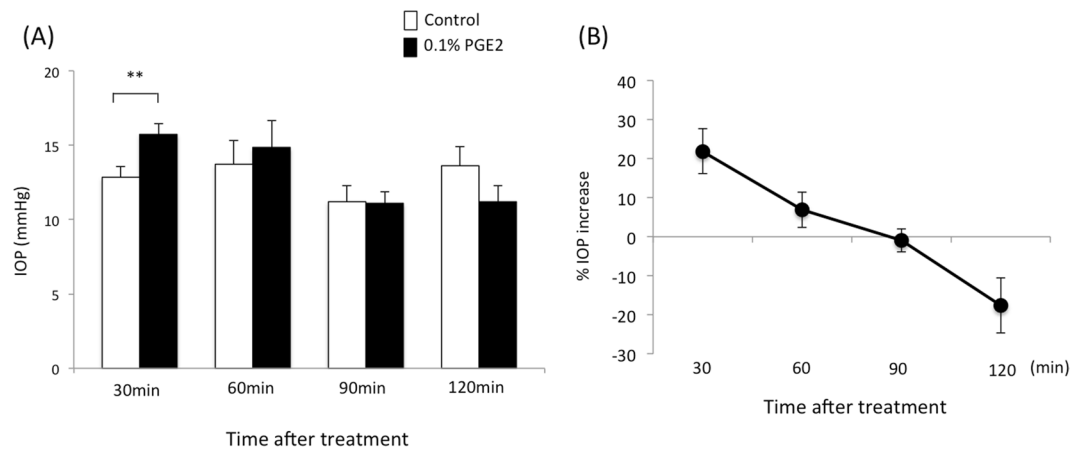 (A)
Control
0.1% PGE2
**
20
15
10
5
0
IOP (mmHg)
30min
60min
90min
120min
Time after treatment
(B)
40
30
20
10
0
-10
-20
-30
% IOP increase
30
60
90
120
(min)
Time after treatment